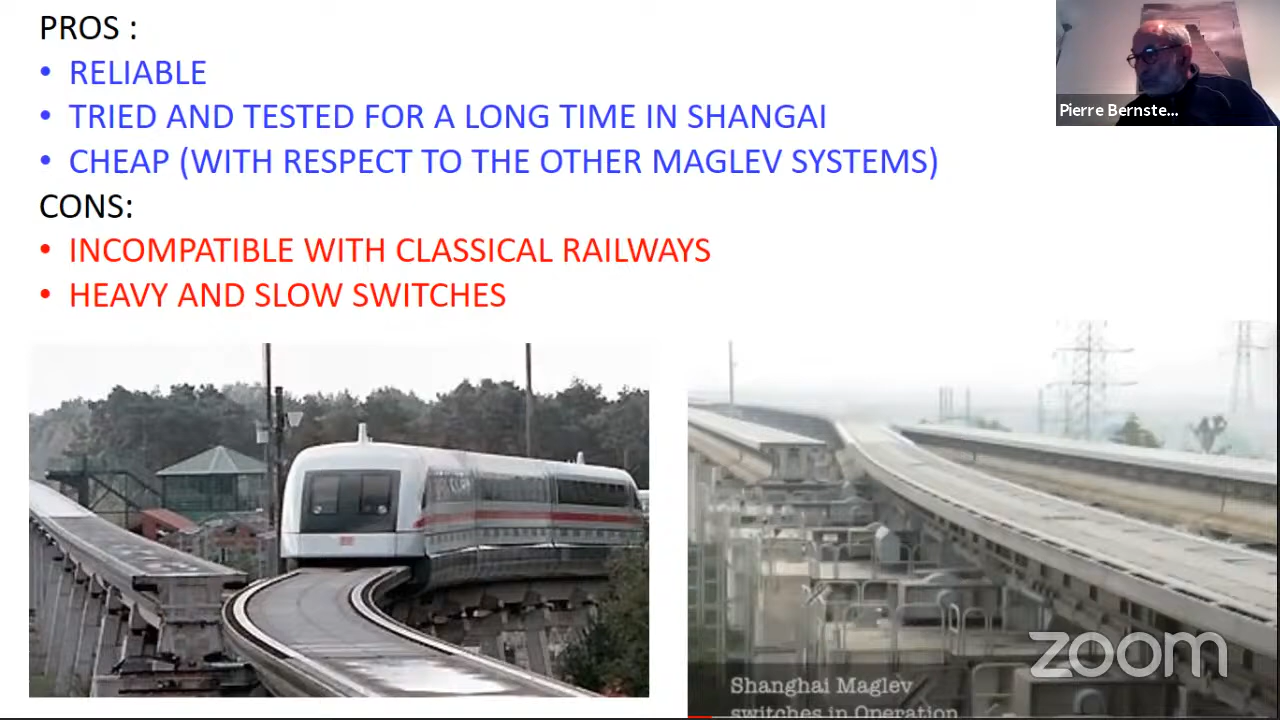 PROS :
• RELIABLE
• TRIED AND TESTED FOR A LONG TIME IN SHANGAI
• CHEAP (WITH RESPECT TO THE OTHER MAGLEV SYSTEMS)
CONS:
• INCOMPATIBLE WITH CLASSICAL RAILWAYS
• HEAVY AND SLOW SWITCHES
Pierre Bernste...
Shanghai Maglev
switches in Operation
zoom